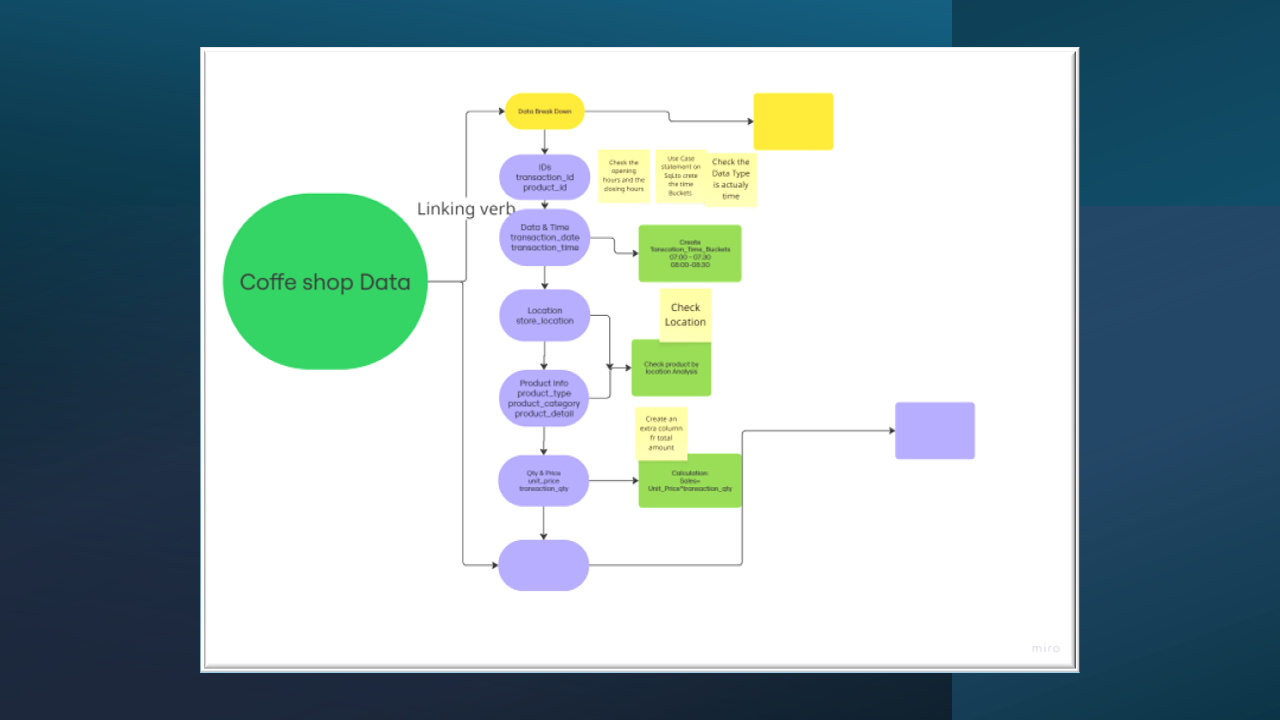 Data Break Down
IDs
transaction_id
product_id
Check the
opening
hours and the
closing hours
Use Case
statement on
Sql.to crete
the time
Buckets
Check the
Data Type
is actualy
time
Linking verb
Data & Time
transaction_date
transaction_time
Create
Transcation_Time_Buckets
07:00 - 07:30
08:00-08:30
Coffe shop Data
Location
store_location
Check
Location
Check product by
location Analysis
Product Info
product_type
product_category
product_detail
Create an
extra column
fr total
amount
Qty & Price
unit_price
transaction_qty
Calculation:
Sales=
Unit_Price*transaction_qty
miro